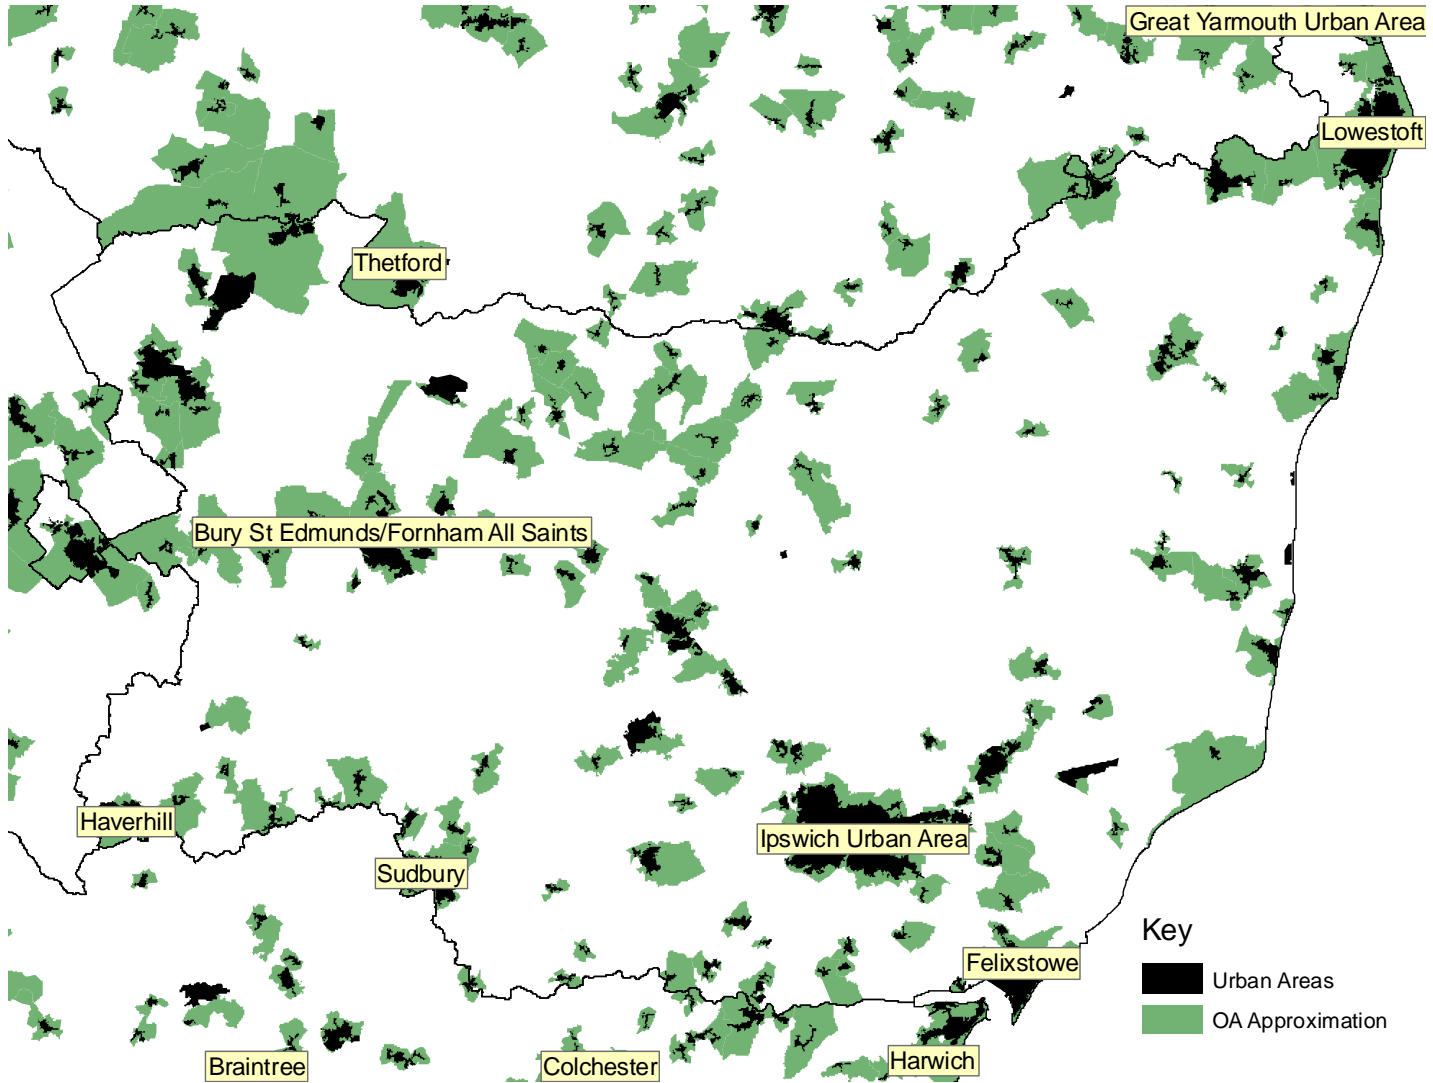 Great Yarmouth Urban Area
Lowestoft
Thetford
Bury St Edmunds/Fornham All Saints
Haverhill
Ipswich Urban Area
Sudbury
Key
Felixstowe
Urban Areas
OA Approximation
Braintree
Colchester
Harwich